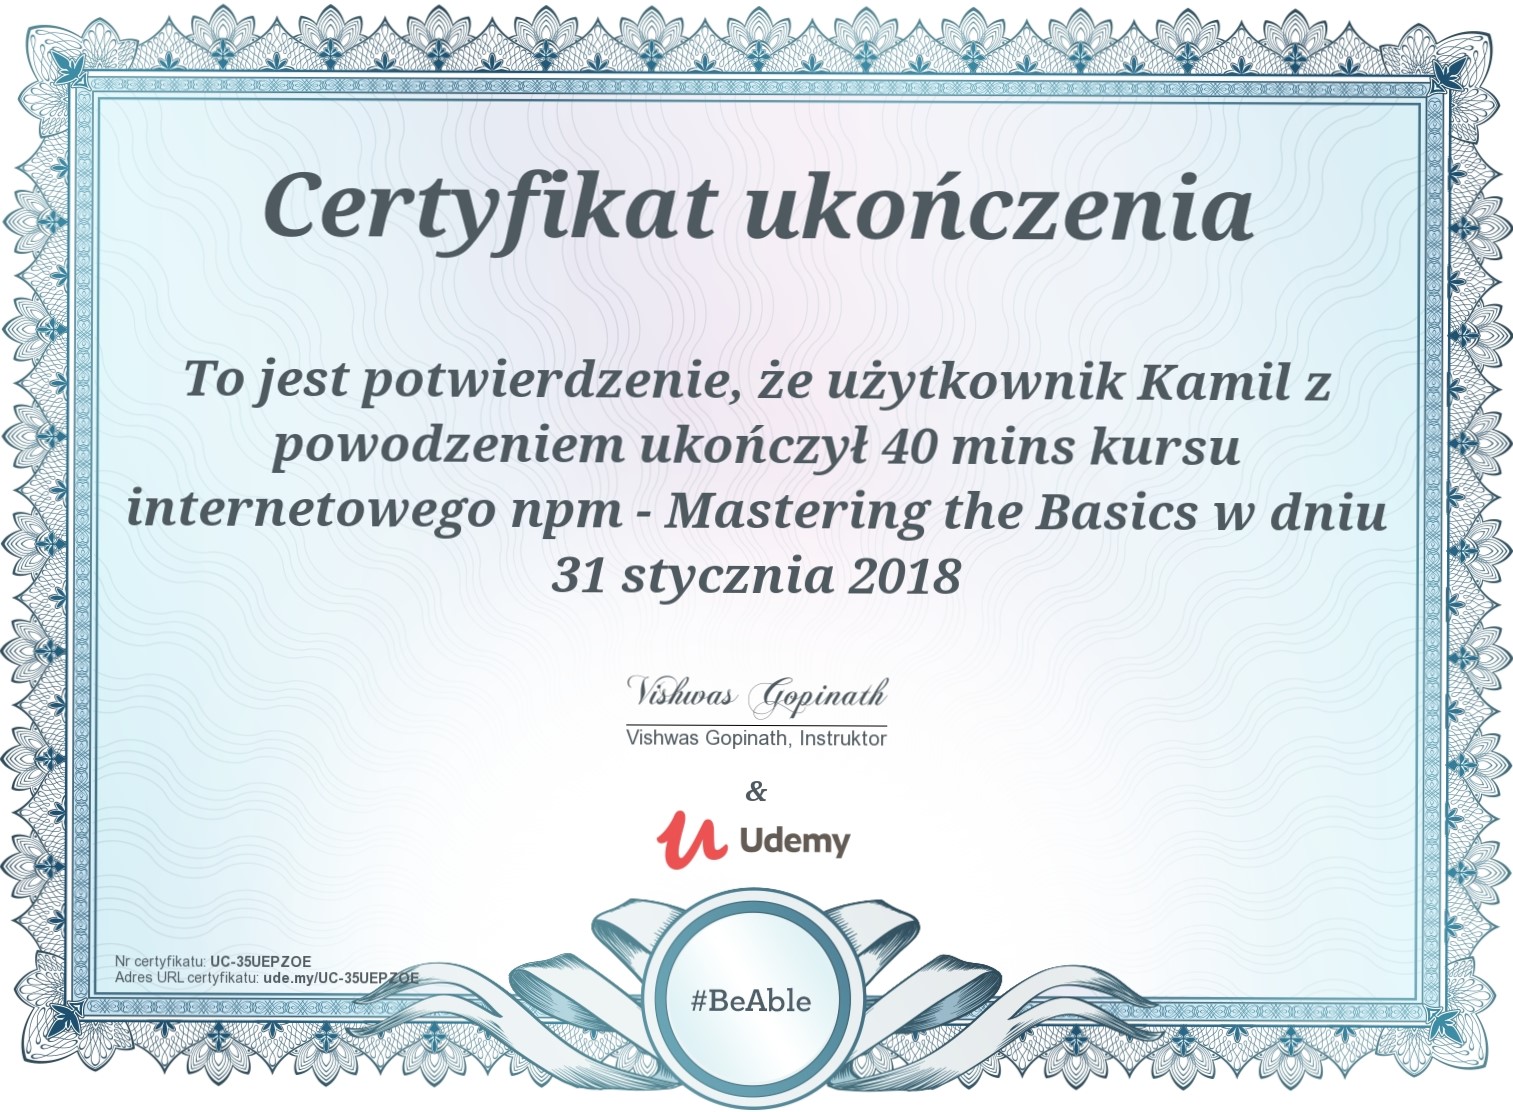 Certyfikat ukończenia
To jest potwierdzenie, że użytkownik Kamil z
powodzeniem ukończył 40 mins kursu
internetowego npm - Mastering the Basics w dniu
31 stycznia 2018
Vishwas Gopinath
Vishwas Gopinath, Instruktor
&
Udemy
Nr certyfikatu: UC-35UEPZOE
Adres URL certyfikatu: ude.my/UC-35UEPZOE
#BeAble